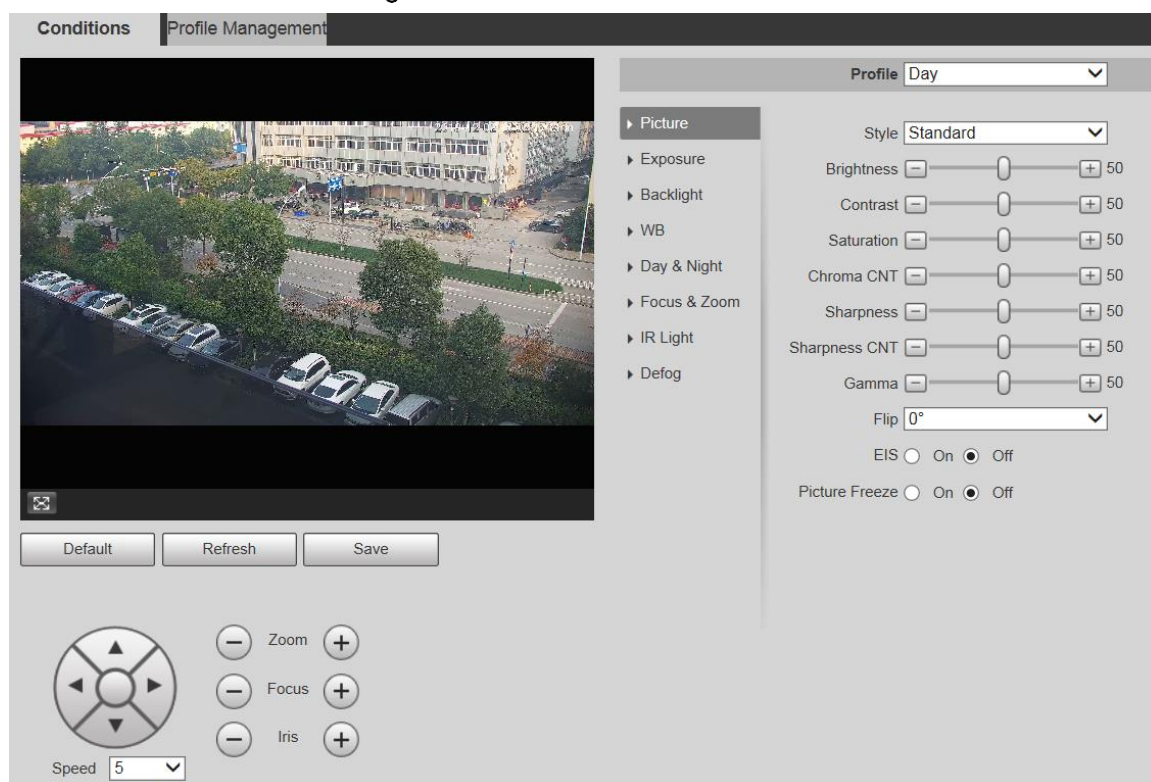 Conditions Profile Management
Profile Day
Picture
Exposure
Backlight
WB
Day & Night
Focus & Zoom
IR Light
Defog
Style Standard
Brightness 50
Contrast 50
Saturation 50
Chroma CNT 50
Sharpness 50
Sharpness CNT 50
Gamma 50
Flip 0°
EIS On Off
Picture Freeze On Off
Default Refresh Save
Zoom
Focus
Iris
Speed 5